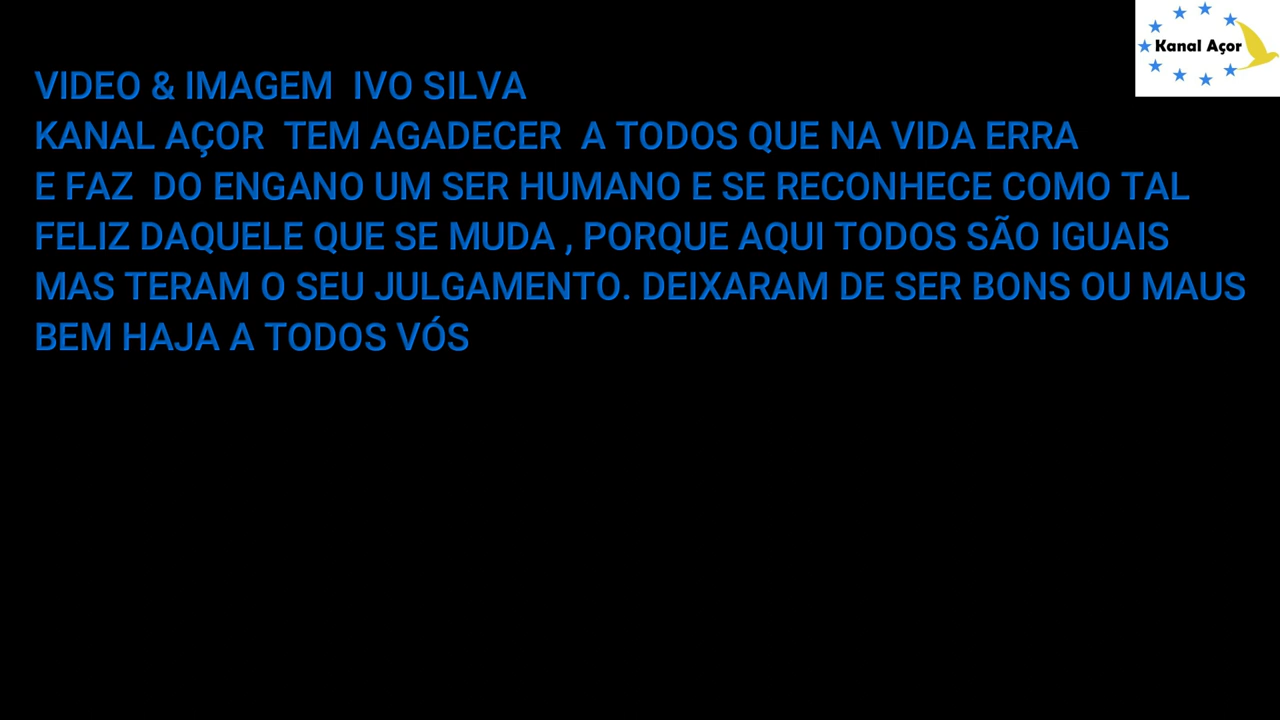 Kanal Açor
VIDEO & IMAGEM IVO SILVA
KANAL AÇOR TEM AGADECER A TODOS QUE NA VIDA ERRA
E FAZ DO ENGANO UM SER HUMANO E SE RECONHECE COMO TAL
FELIZ DAQUELE QUE SE MUDA , PORQUE AQUI TODOS SÃO IGUAIS
MAS TERAM O SEU JULGAMENTO. DEIXARAM DE SER BONS OU MAUS
BEM HAJA A TODOS VÓS